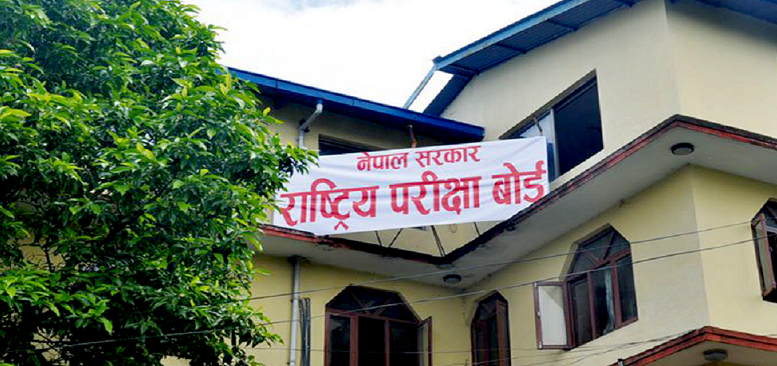 नेपाल सरकार
राष्ट्रिय परीक्षा बोर्ड